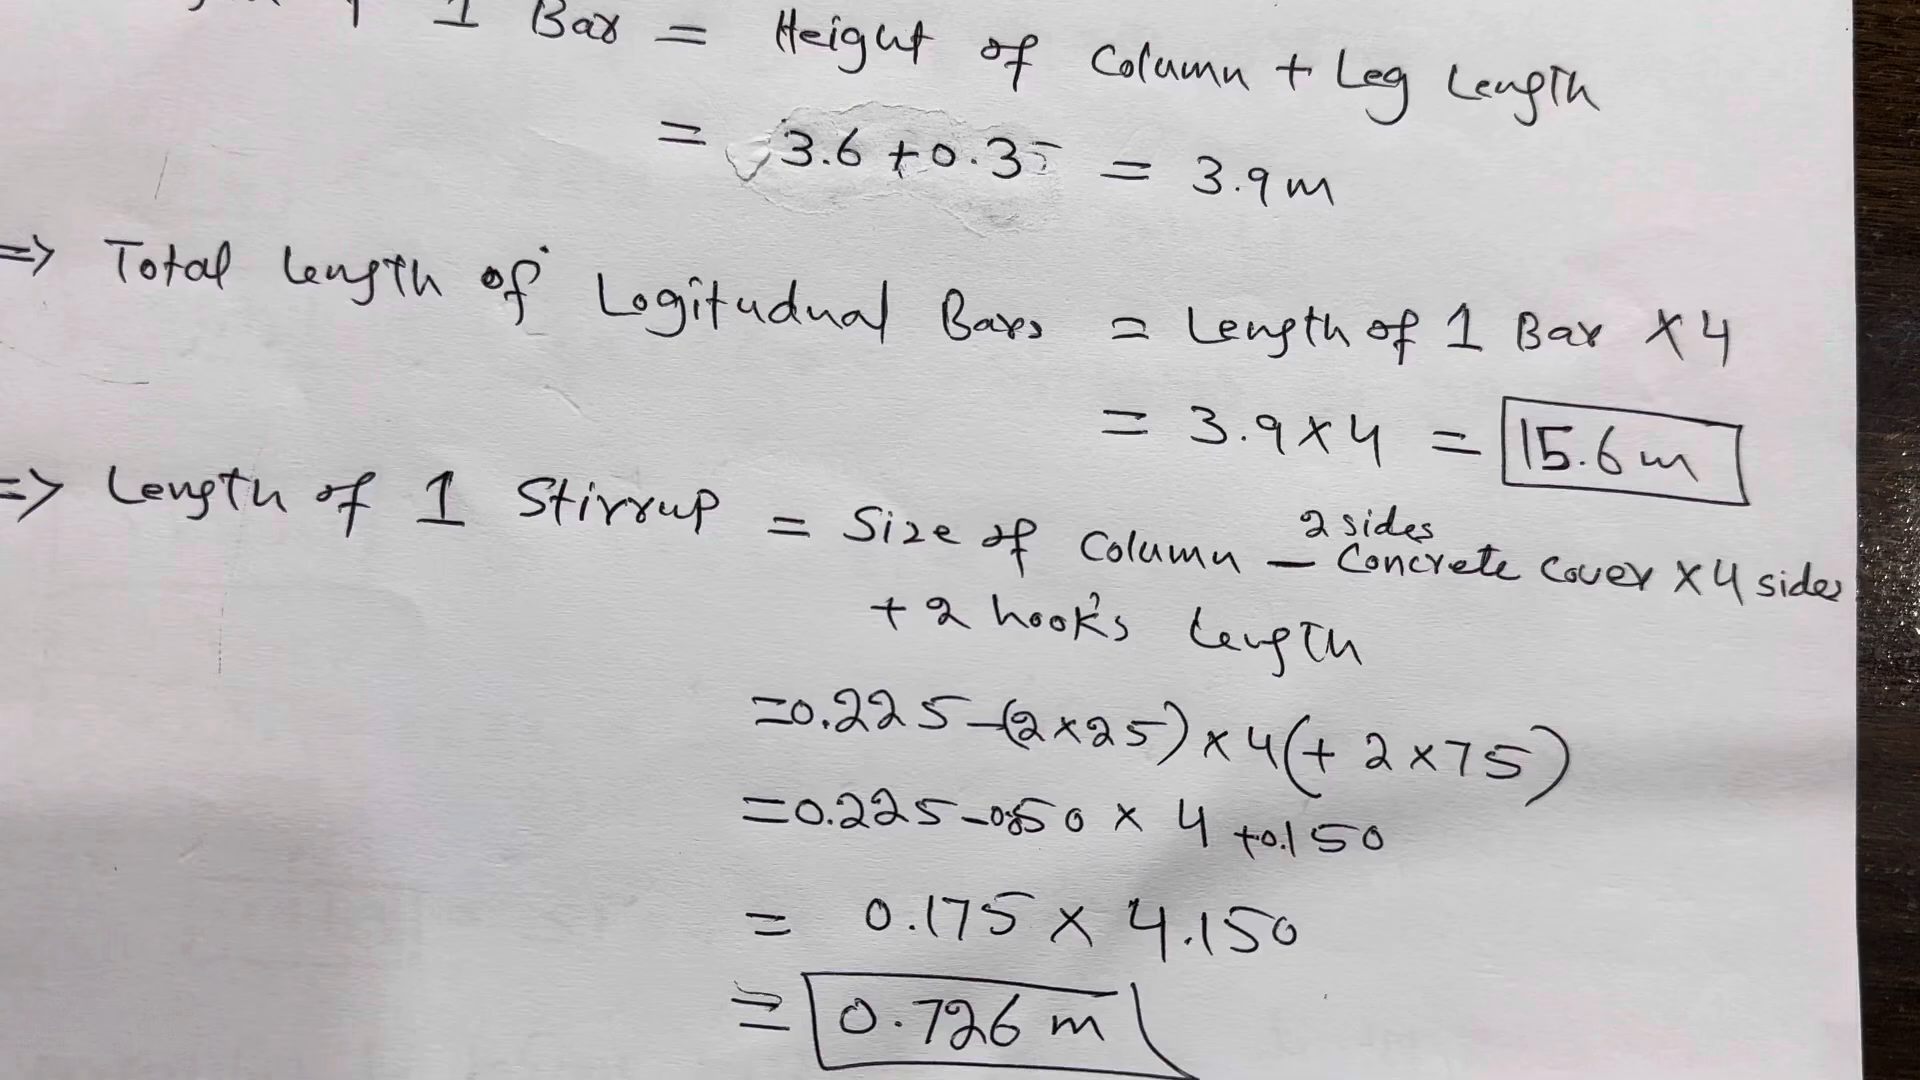 1 Bar = Height of Column + Leg Length
= 3.6 + 0.35 = 3.9m
=> Total length of Logitudual Bars = Length of 1 Bar × 4
= 3.9 × 4 = 15.6m
=> Length of 1 Stirrup = Size of Column - 2 sides Concrete Cover × 4 sides
+ 2 hook's Length
= 0.225 - (2×25) × 4 (+ 2×75)
= 0.225 - 0.050 × 4 + 0.150
= 0.175 × 4.150
= 0.726 m